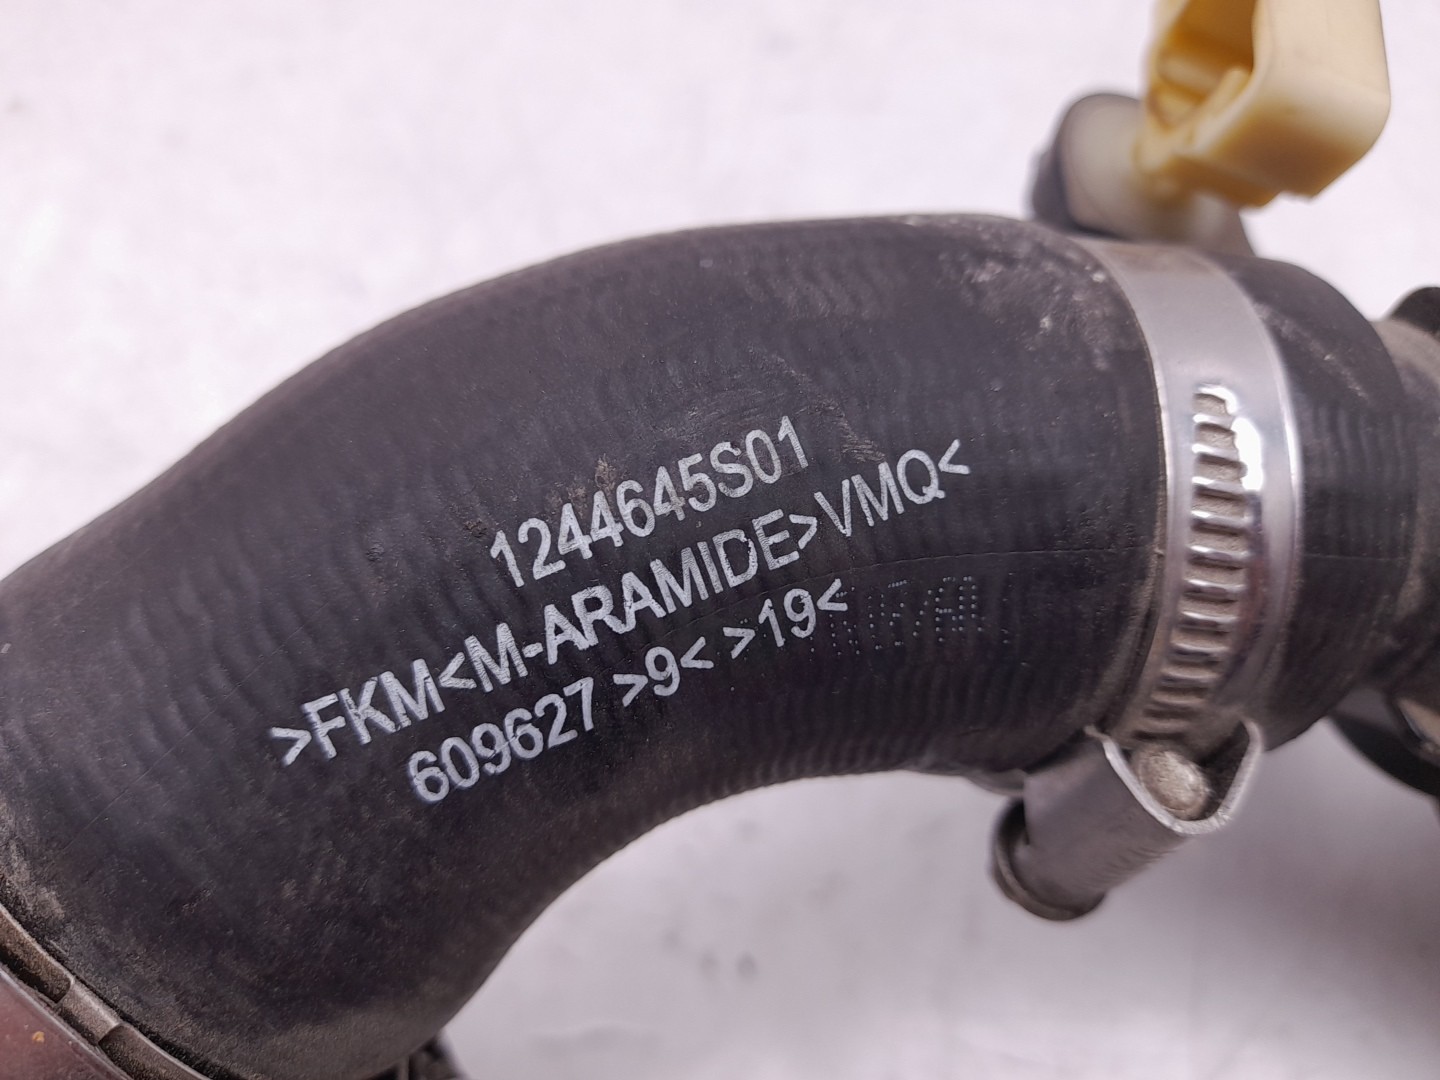 1244645S01
>FKM<M-ARAMIDE>VMQ<
609627 >9< >19<